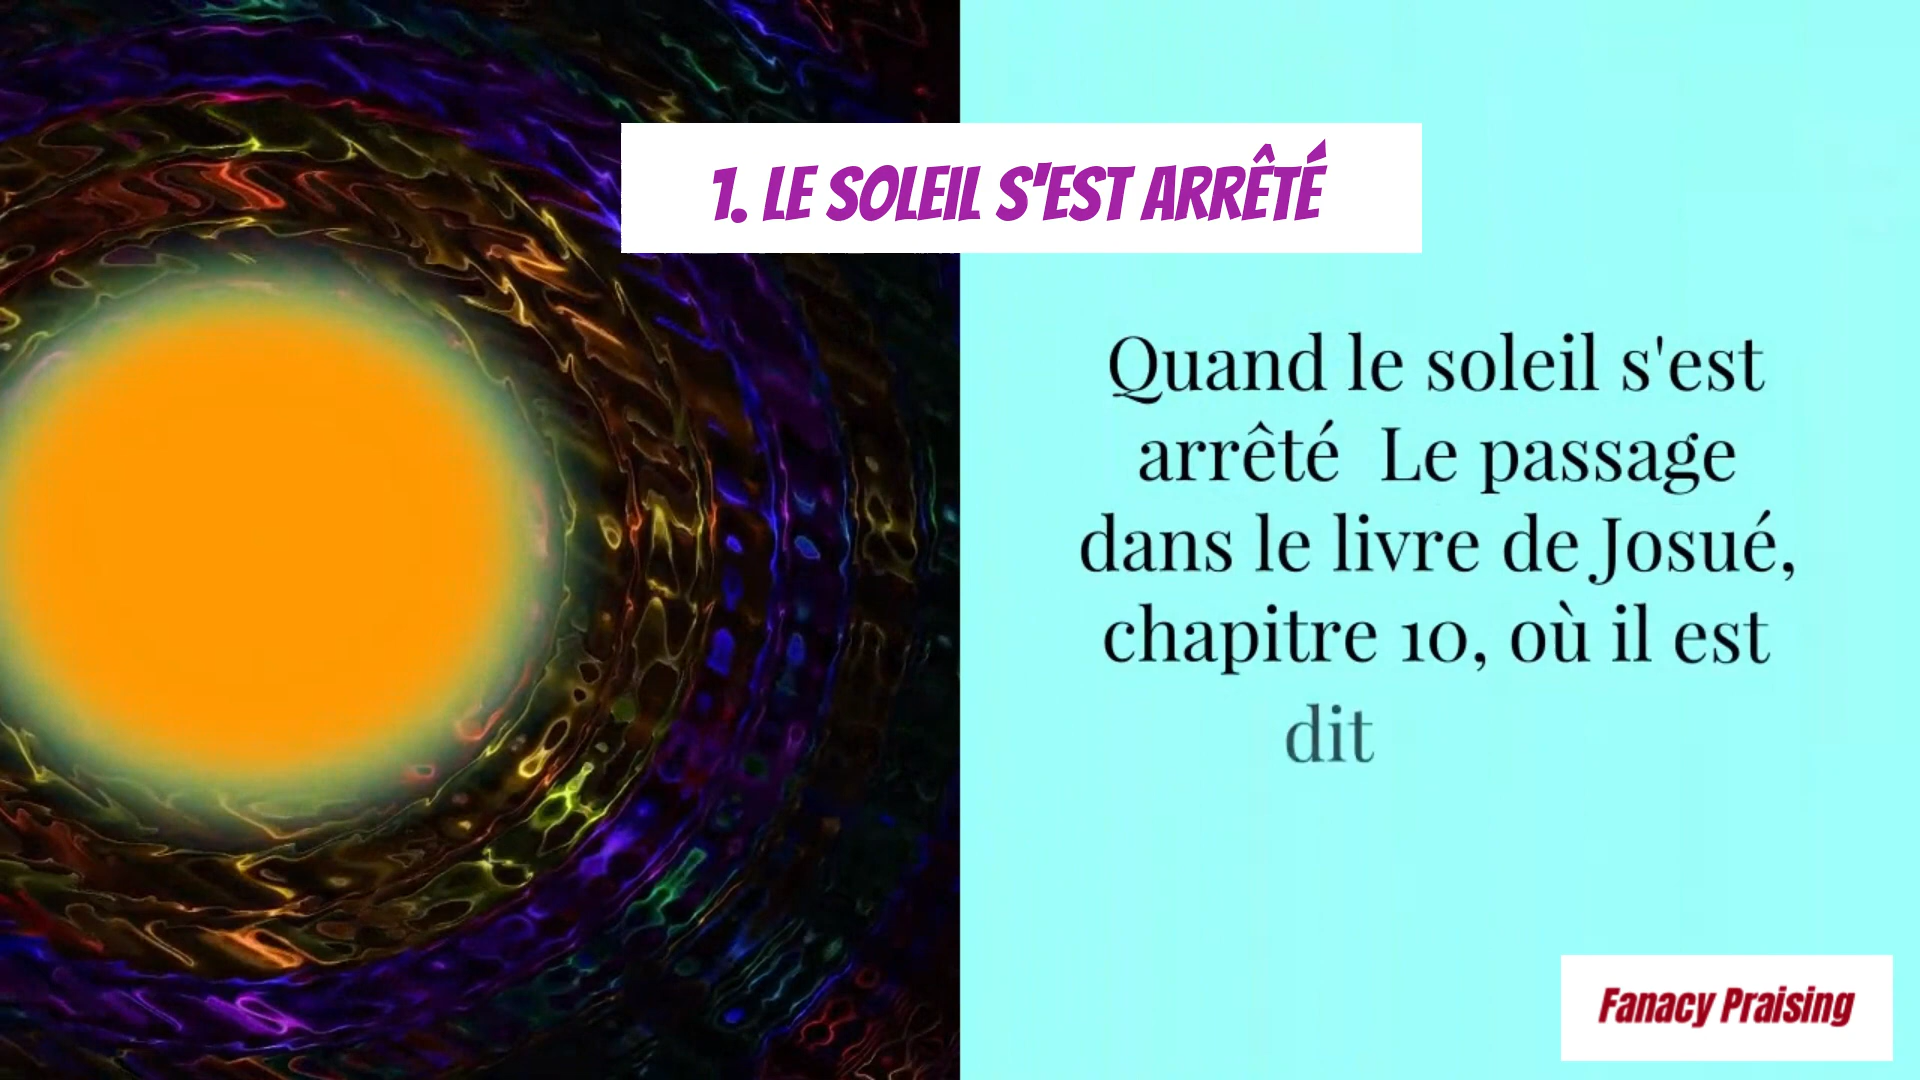 1. LE SOLEIL S'EST ARRÊTÉ
Quand le soleil s'est
arrêté  Le passage
dans le livre de Josué,
chapitre 10, où il est
dit
Fanacy Praising